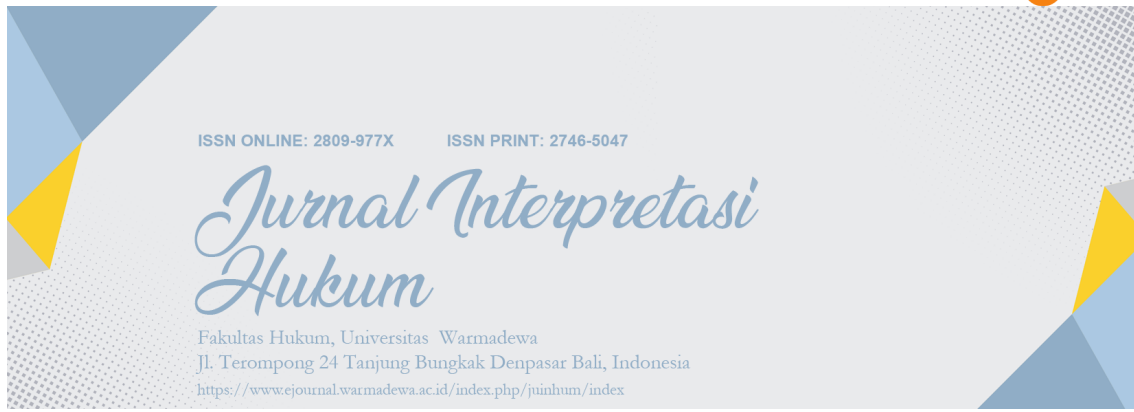 ISSN ONLINE: 2809-977X ISSN PRINT: 2746-5047
Jurnal Interpretasi
Hukum
Fakultas Hukum, Universitas Warmadewa
Jl. Terompong 24 Tanjung Bungkak Denpasar Bali, Indonesia
https://www.ejournal.warmadewa.ac.id/index.php/juinhum/index